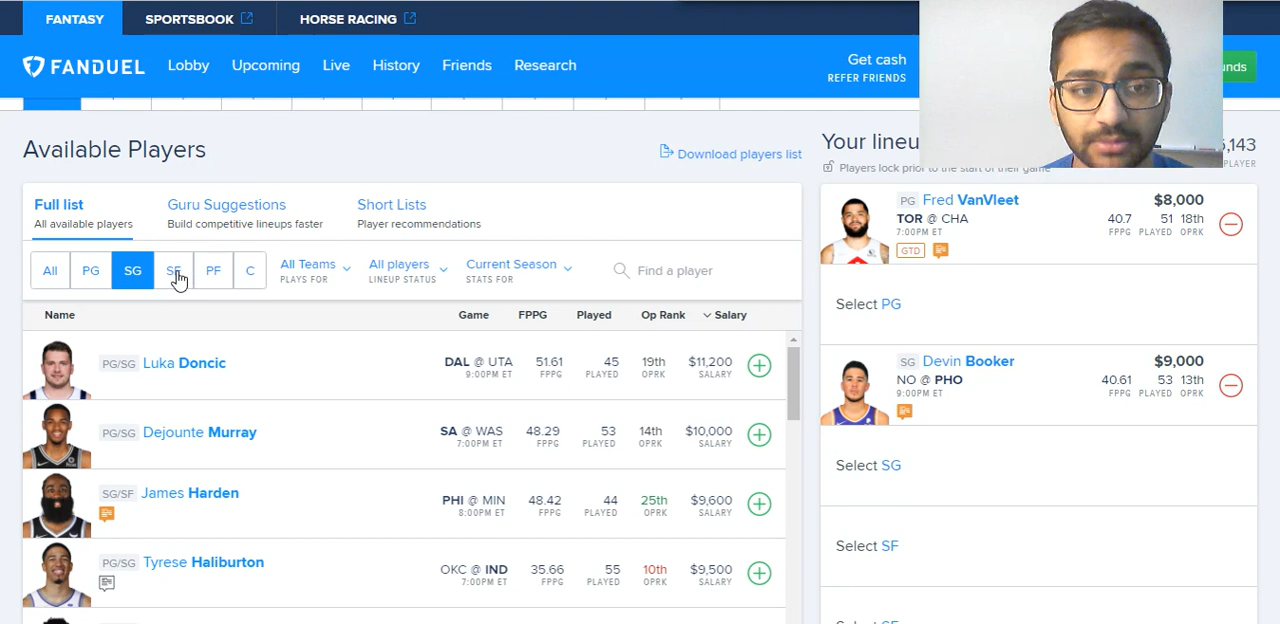 FANTASY
SPORTSBOOK
HORSE RACING
FANDUEL
Lobby
Upcoming
Live
History
Friends
Research
Get cash
REFER FRIENDS
Available Players
Download players list
Full list
All available players
Guru Suggestions
Build competitive lineups faster
Short Lists
Player recommendations
All
PG
SG
PF
C
All Teams
PLAYS FOR
All players
LINEUP STATUS
Current Season
STATS FOR
Find a player
Name Game FPPG Played Op Rank Salary
PG/SG Luka Doncic DAL @ UTA 51.61 45 19th $11,200
9:00PM ET FPPG PLAYED OPRK SALARY
PG/SG Dejounte Murray SA @ WAS 48.29 53 14th $10,000
7:00PM ET FPPG PLAYED OPRK SALARY
SG/SF James Harden PHI @ MIN 48.42 44 25th $9,600
8:00PM ET FPPG PLAYED OPRK SALARY
PG/SG Tyrese Haliburton OKC @ IND 35.66 55 10th $9,500
7:00PM ET FPPG PLAYED OPRK SALARY
Your
PLAYER
Players lock prior to the start of their game
PG Fred VanVleet $8,000
TOR @ CHA 40.7 51 18th
7:00PM ET FPPG PLAYED OPRK
GTD
Select PG
SG Devin Booker $9,000
NO @ PHO 40.61 53 13th
9:00PM ET FPPG PLAYED OPRK
Select SG
Select SF